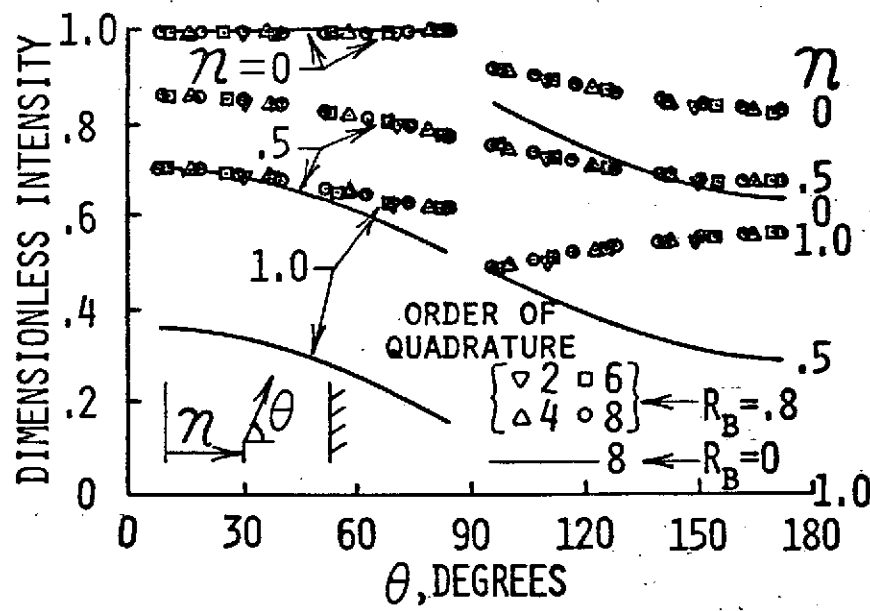 DIMENSIONLESS INTENSITY
1.0
.8
.6
.4
.2
0
η = 0
.5
1.0
η
0
.5
0
1.0
.5
1.0
ORDER OF
QUADRATURE
▽ 2 □ 6
△ 4 ○ 8
R_B=.8
8
R_B=0
η
θ
0
30
60
90
120
150
180
θ, DEGREES